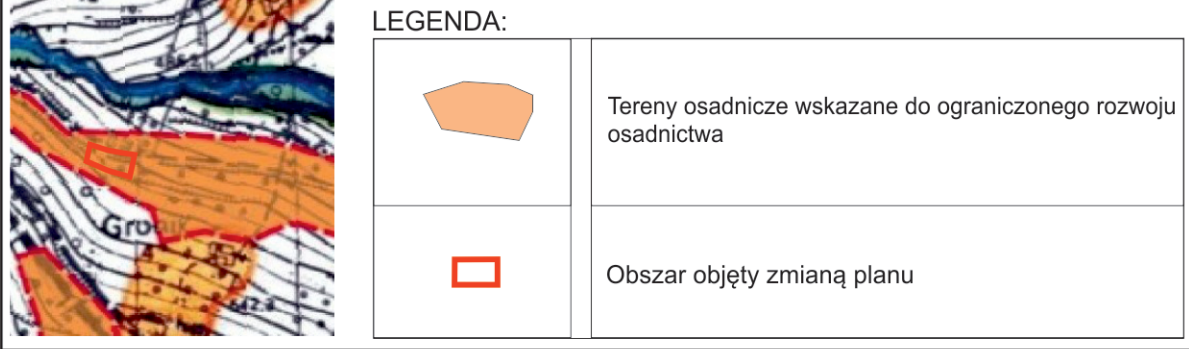 LEGENDA:
Tereny osadnicze wskazane do ograniczonego rozwoju
osadnictwa
Obszar objęty zmianą planu